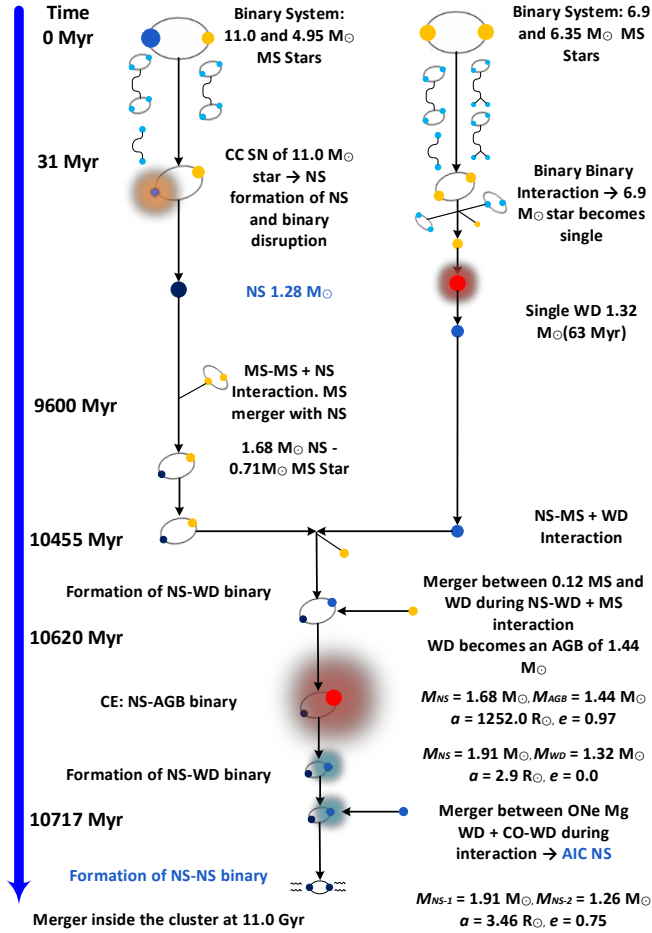 Time
0 Myr
Binary System:
11.0 and 4.95 M☉
MS Stars
Binary System: 6.9
and 6.35 M☉ MS
Stars
31 Myr
CC SN of 11.0 M☉
star → NS
formation of NS
and binary
disruption
Binary Binary
Interaction → 6.9
M☉ star becomes
single
NS 1.28 M☉
Single WD 1.32
M☉(63 Myr)
9600 Myr
MS-MS + NS
Interaction. MS
merger with NS
1.68 M☉ NS -
0.71M☉ MS Star
10455 Myr
NS-MS + WD
Interaction
Formation of NS-WD binary
Merger between 0.12 MS and
WD during NS-WD + MS
interaction
WD becomes an AGB of 1.44
M☉
10620 Myr
CE: NS-AGB binary
MNS = 1.68 M☉, MAGB = 1.44 M☉
a = 1252.0 R☉, e = 0.97
Formation of NS-WD binary
MNS = 1.91 M☉, MWD = 1.32 M☉
a = 2.9 R☉, e = 0.0
10717 Myr
Merger between ONe Mg
WD + CO-WD during
interaction → AIC NS
Formation of NS-NS binary
MNS-1 = 1.91 M☉, MNS-2 = 1.26 M☉
a = 3.46 R☉, e = 0.75
Merger inside the cluster at 11.0 Gyr